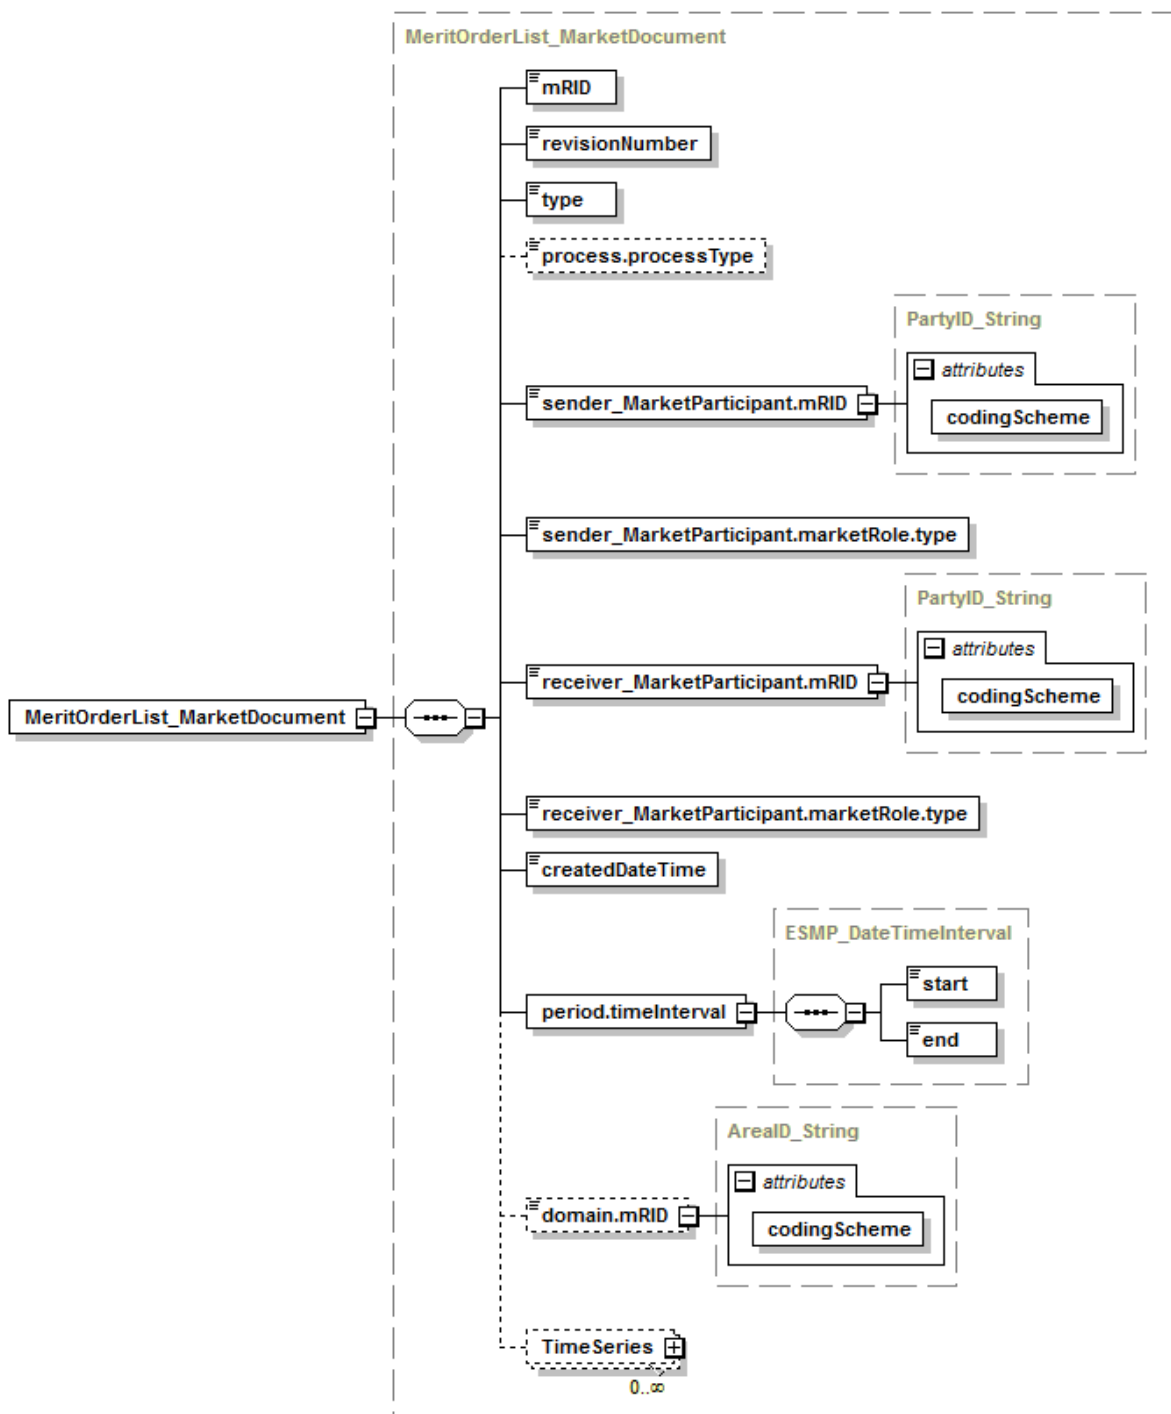 MeritOrderList_MarketDocument
mRID
revisionNumber
type
process.processType
PartyID_String
attributes
sender_MarketParticipant.mRID
codingScheme
sender_MarketParticipant.marketRole.type
PartyID_String
attributes
receiver_MarketParticipant.mRID
codingScheme
MeritOrderList_MarketDocument
receiver_MarketParticipant.marketRole.type
createdDateTime
ESMP_DateTimeInterval
start
period.timeInterval
end
AreaID_String
attributes
domain.mRID
codingScheme
TimeSeries
0..∞